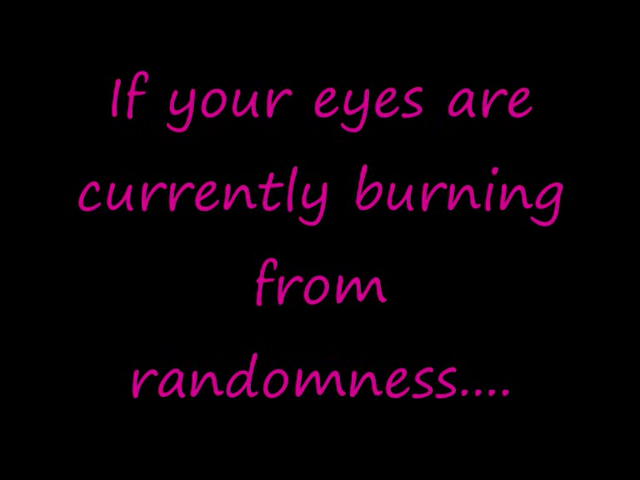 If your eyes are
currently burning
from
randomness....